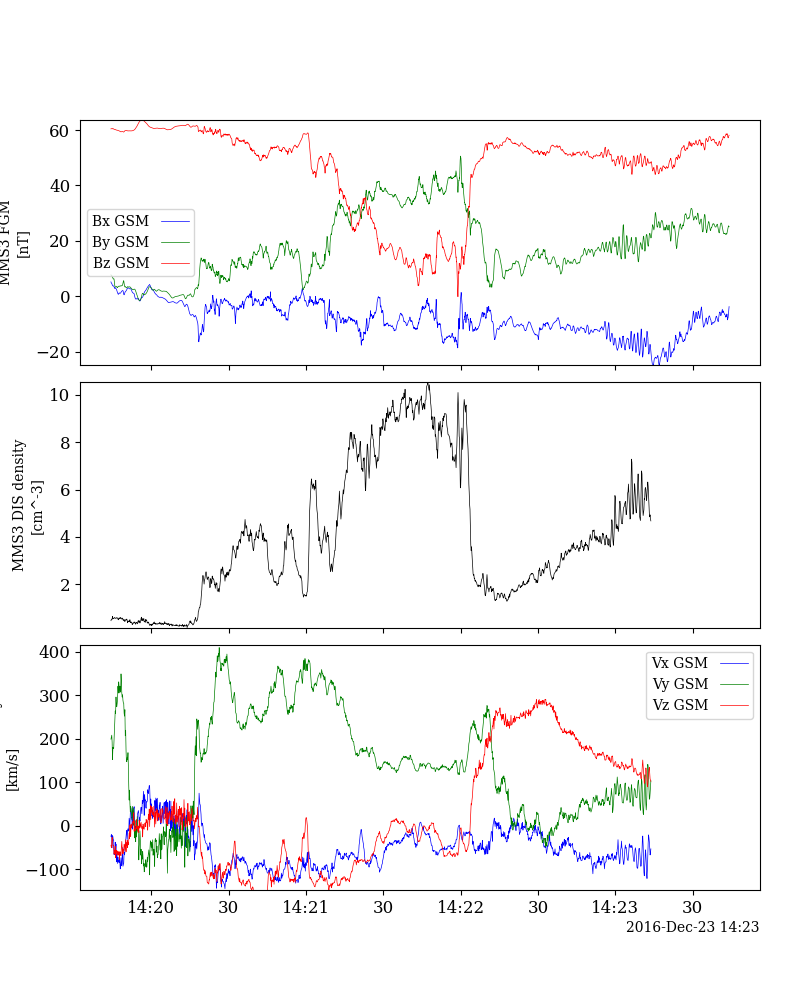 60
40
20
0
−20
MMS3 FGM
[nT]
Bx GSM
By GSM
Bz GSM
10
8
6
4
2
MMS3 DIS density
[cm^-3]
400
300
200
100
0
−100
[km/s]
Vx GSM
Vy GSM
Vz GSM
14:20 30 14:21 30 14:22 30 14:23 30
2016-Dec-23 14:23